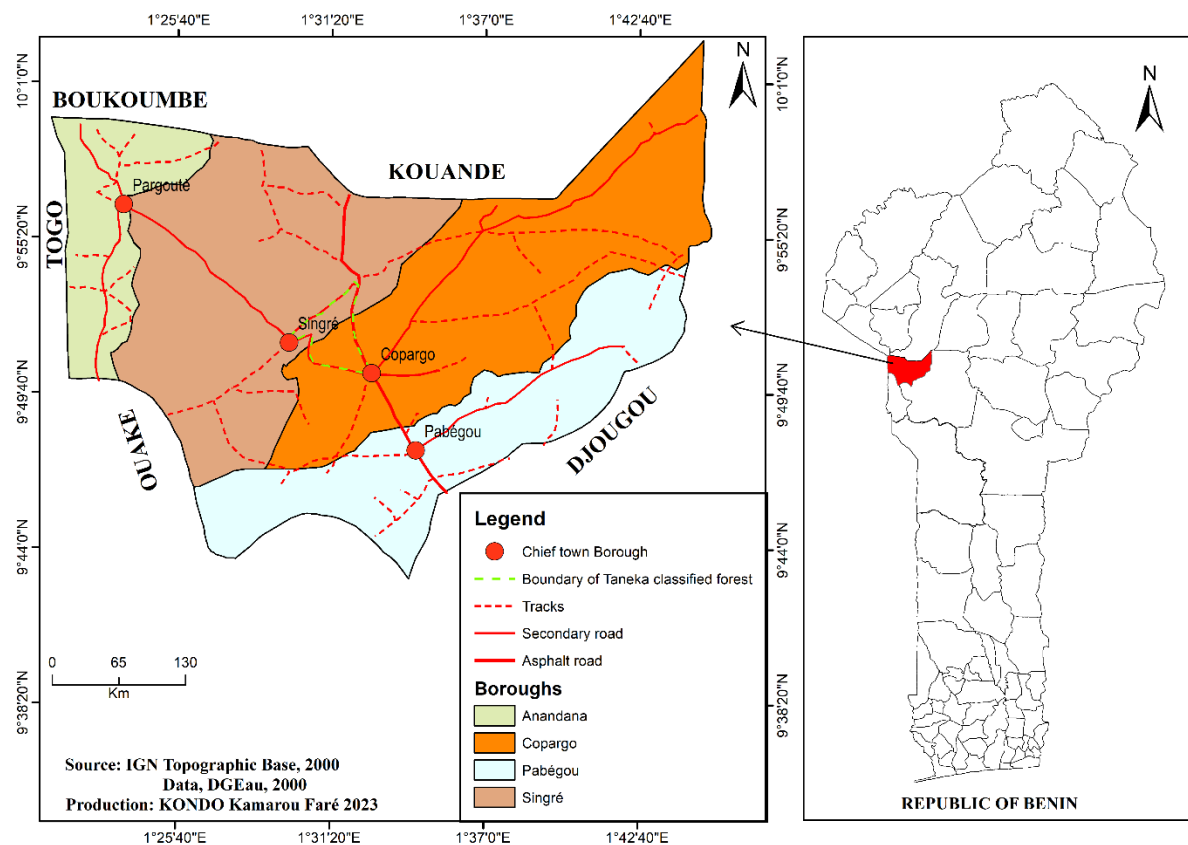 1°25'40"E
1°31'20"E
1°37'0"E
1°42'40"E
N
N
10°1'0"N
10°1'0"N
BOUKOUMBE
KOUANDE
Pargoutè
TOGO
9°55'20"N
9°55'20"N
Singré
Copargo
9°49'40"N
9°49'40"N
OUAKE
Pabégou
DJOUGOU
9°44'0"N
9°44'0"N
Legend
Chief town Borough
Boundary of Taneka classified forest
Tracks
Secondary road
Asphalt road
0 65 130
Km
Boroughs
Anandana
Copargo
Pabégou
Singré
9°38'20"N
9°38'20"N
Source: IGN Topographic Base, 2000
Data, DGEau, 2000
Production: KONDO Kamarou Faré 2023
REPUBLIC OF BENIN
1°25'40"E
1°31'20"E
1°37'0"E
1°42'40"E